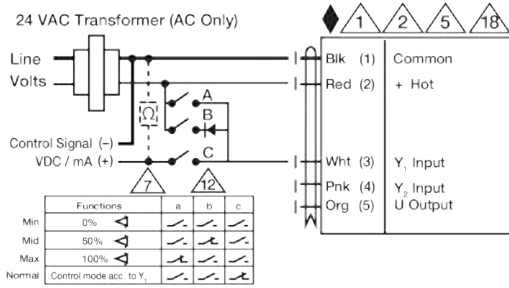 24 VAC Transformer (AC Only)
1 2 5 18
Line
Volts
Blk (1) Common
Red (2) + Hot
A
Ω
B
Control Signal (–)
VDC / mA (+)
C
Wht (3) Y1 Input
Pnk (4) Y2 Input
Org (5) U Output
7 12
Functions a b c
Min 0%
Mid 50%
Max 100%
Normal Control mode acc. to Y1